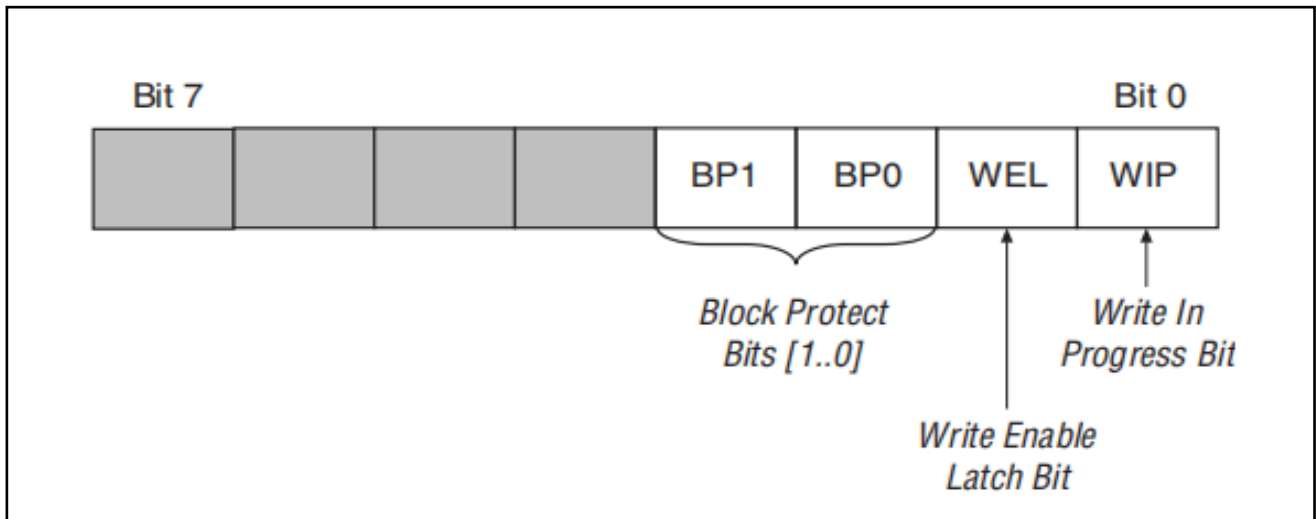 Bit 7
Bit 0
BP1
BP0
WEL
WIP
Block Protect
Bits [1..0]
Write In
Progress Bit
Write Enable
Latch Bit